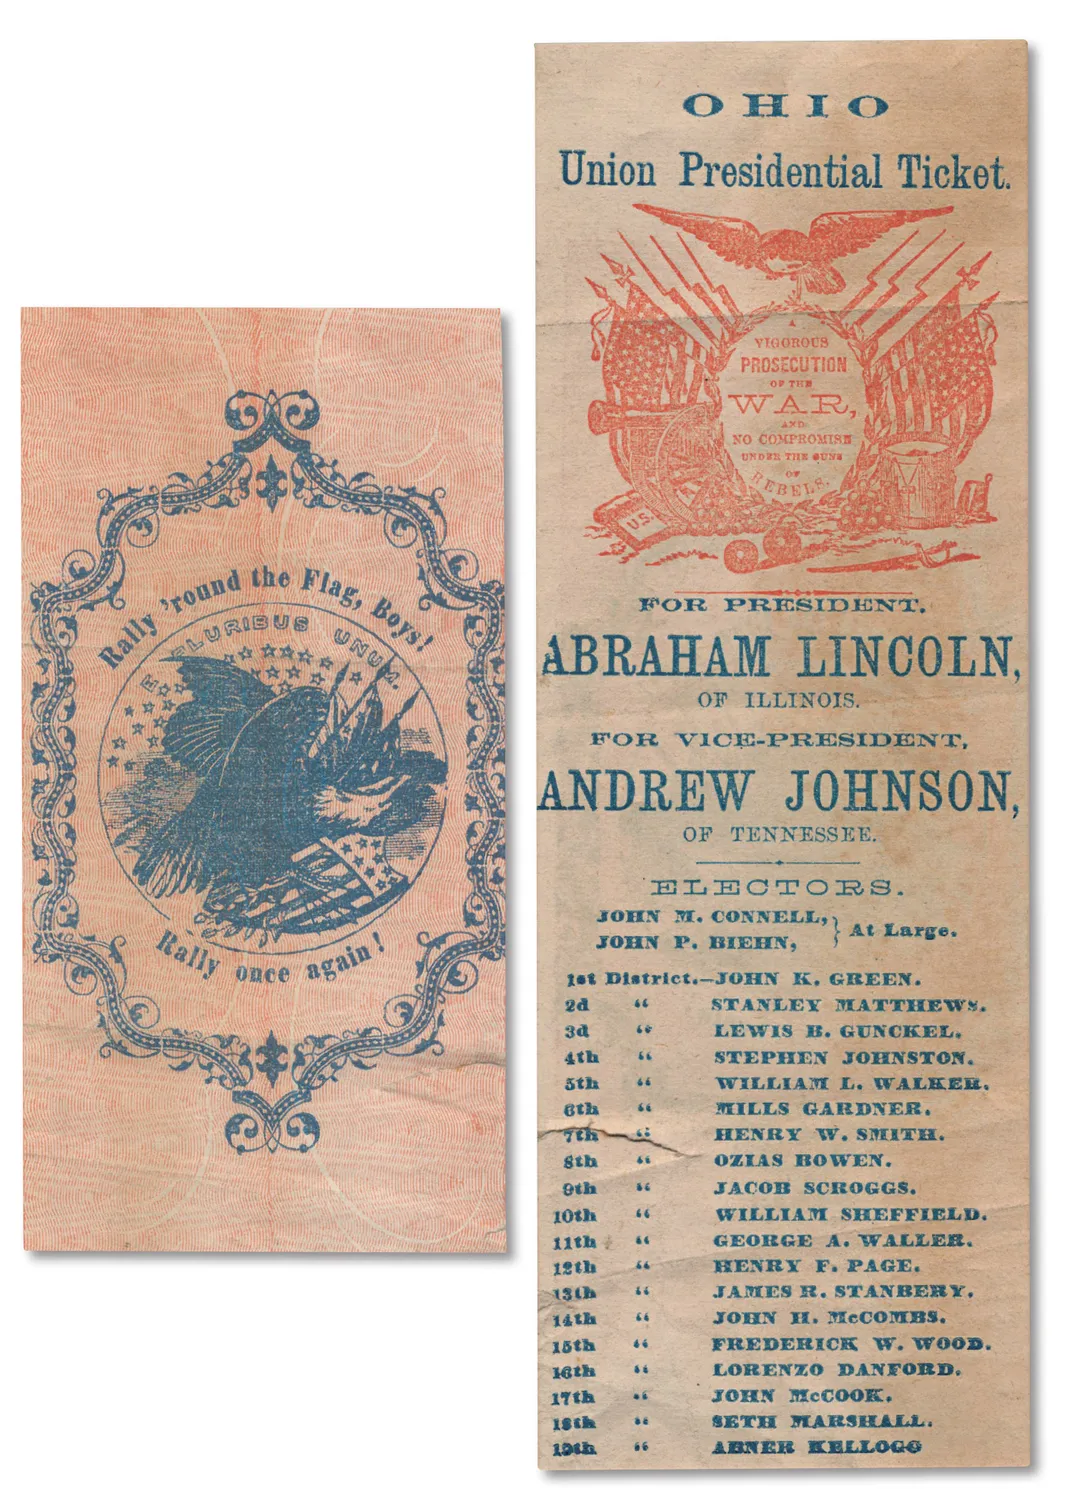 Rally 'round the Flag, Boys!
E PLURIBUS UNUM.
Rally once again!
OHIO
Union Presidential Ticket.
A
VIGOROUS
PROSECUTION
OF THE
WAR,
AND
NO COMPROMISE
UNDER THE GUNS
OF
REBELS.
U.S.
FOR PRESIDENT,
ABRAHAM LINCOLN,
OF ILLINOIS.
FOR VICE-PRESIDENT,
ANDREW JOHNSON,
OF TENNESSEE.
ELECTORS.
JOHN M. CONNELL, } At Large.
JOHN P. BIEHN,
1st District.—JOHN K. GREEN.
2d “ STANLEY MATTHEWS.
3d “ LEWIS B. GUNCKEL.
4th “ STEPHEN JOHNSTON.
5th “ WILLIAM L. WALKER.
6th “ MILLS GARDNER.
7th “ HENRY W. SMITH.
8th “ OZIAS BOWEN.
9th “ JACOB SCROGGS.
10th “ WILLIAM SHEFFIELD.
11th “ GEORGE A. WALLER.
12th “ HENRY F. PAGE.
13th “ JAMES R. STANBERY.
14th “ JOHN H. McCOMBS.
15th “ FREDERICK W. WOOD.
16th “ LORENZO DANFORD.
17th “ JOHN McCOOK.
18th “ SETH MARSHALL.
19th “ ABNER KELLOGG